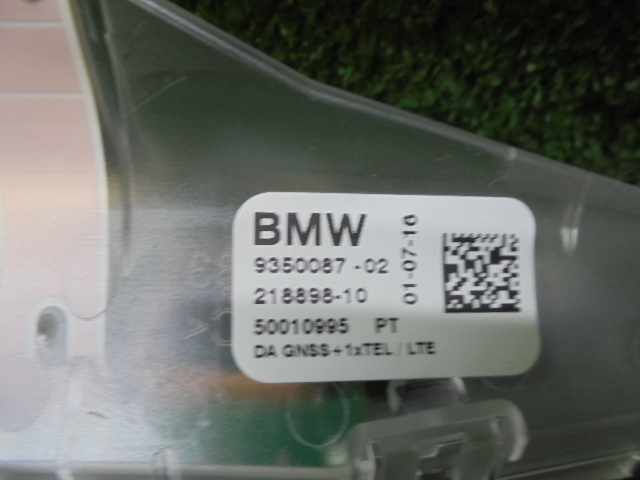 BMW
9350087-02
218898-10
50010995 PT
DA GNSS+1xTEL/LTE
01-07-16